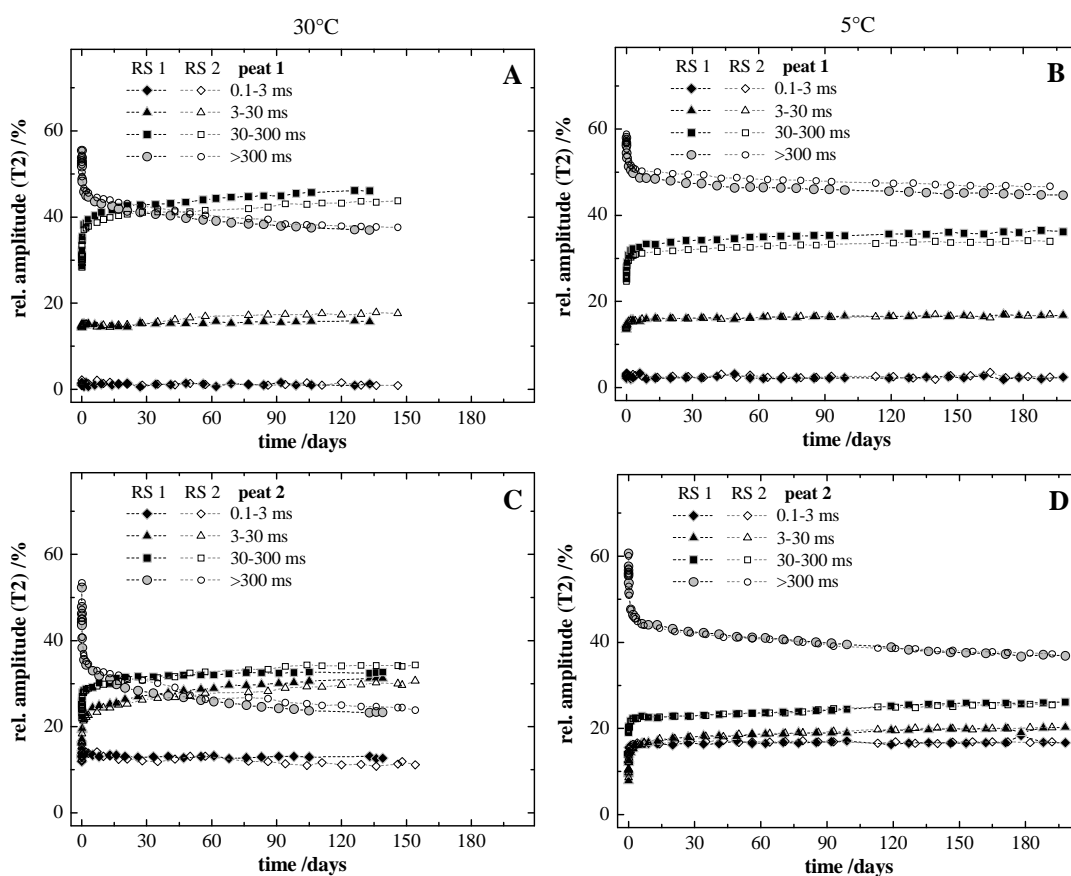 30°C
5°C
A
RS 1 RS 2 peat 1
0.1-3 ms
3-30 ms
30-300 ms
>300 ms
rel. amplitude (T2) /%
60
40
20
0
0 30 60 90 120 150 180
time /days
B
RS 1 RS 2 peat 1
0.1-3 ms
3-30 ms
30-300 ms
>300 ms
rel. amplitude (T2) /%
60
40
20
0
0 30 60 90 120 150 180
time /days
C
RS 1 RS 2 peat 2
0.1-3 ms
3-30 ms
30-300 ms
>300 ms
rel. amplitude (T2) /%
60
40
20
0
0 30 60 90 120 150 180
time /days
D
RS 1 RS 2 peat 2
0.1-3 ms
3-30 ms
30-300 ms
>300 ms
rel. amplitude (T2) /%
60
40
20
0
0 30 60 90 120 150 180
time /days